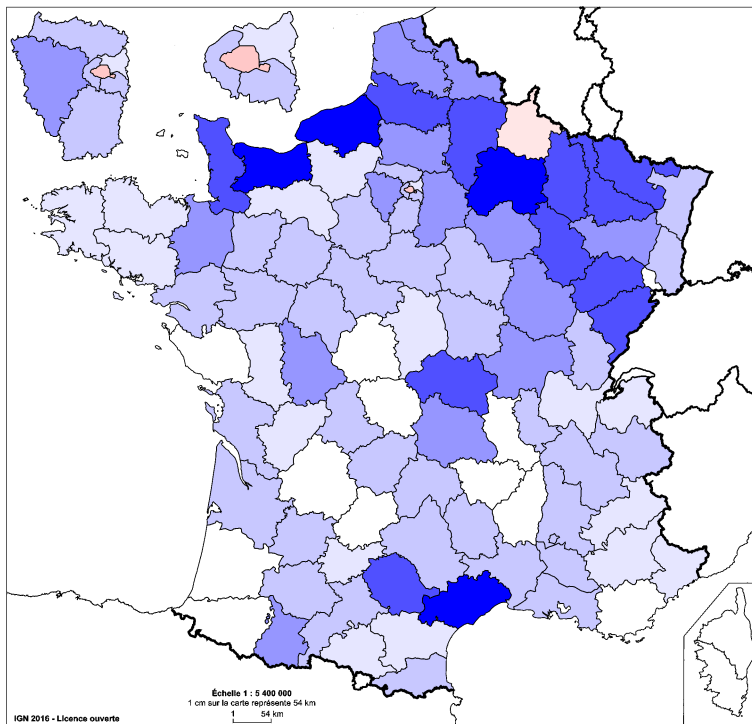 Échelle 1 : 5 400 000
1 cm sur la carte représente 54 km
1 54 km
IGN 2016 - Licence ouverte